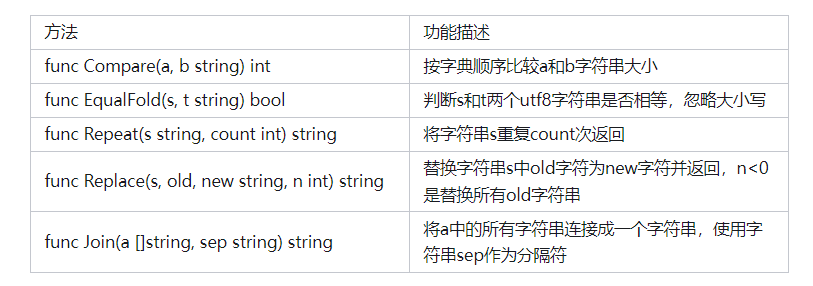 方法 功能描述
func Compare(a, b string) int 按字典顺序比较a和b字符串大小
func EqualFold(s, t string) bool 判断s和t两个utf8字符串是否相等，忽略大小写
func Repeat(s string, count int) string 将字符串s重复count次返回
func Replace(s, old, new string, n int) string 替换字符串s中old字符为new字符并返回，n<0
是替换所有old字符串
func Join(a []string, sep string) string 将a中的所有字符串连接成一个字符串，使用字
符串sep作为分隔符